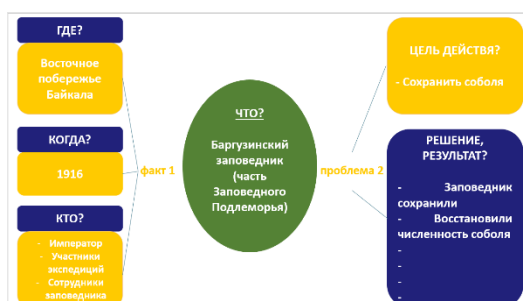 ГДЕ?
Восточное
побережье
Байкала
КОГДА?
1916
КТО?
- Император
- Участники
экспедиций
- Сотрудники
заповедника
факт 1
ЧТО?
Баргузинский
заповедник
(часть
Заповедного
Подлеморья)
проблема 2
ЦЕЛЬ ДЕЙСТВИЯ?
- Сохранить соболя
РЕШЕНИЕ,
РЕЗУЛЬТАТ?
- Заповедник
сохранили
- Восстановили
численность соболя
-
-
-
-